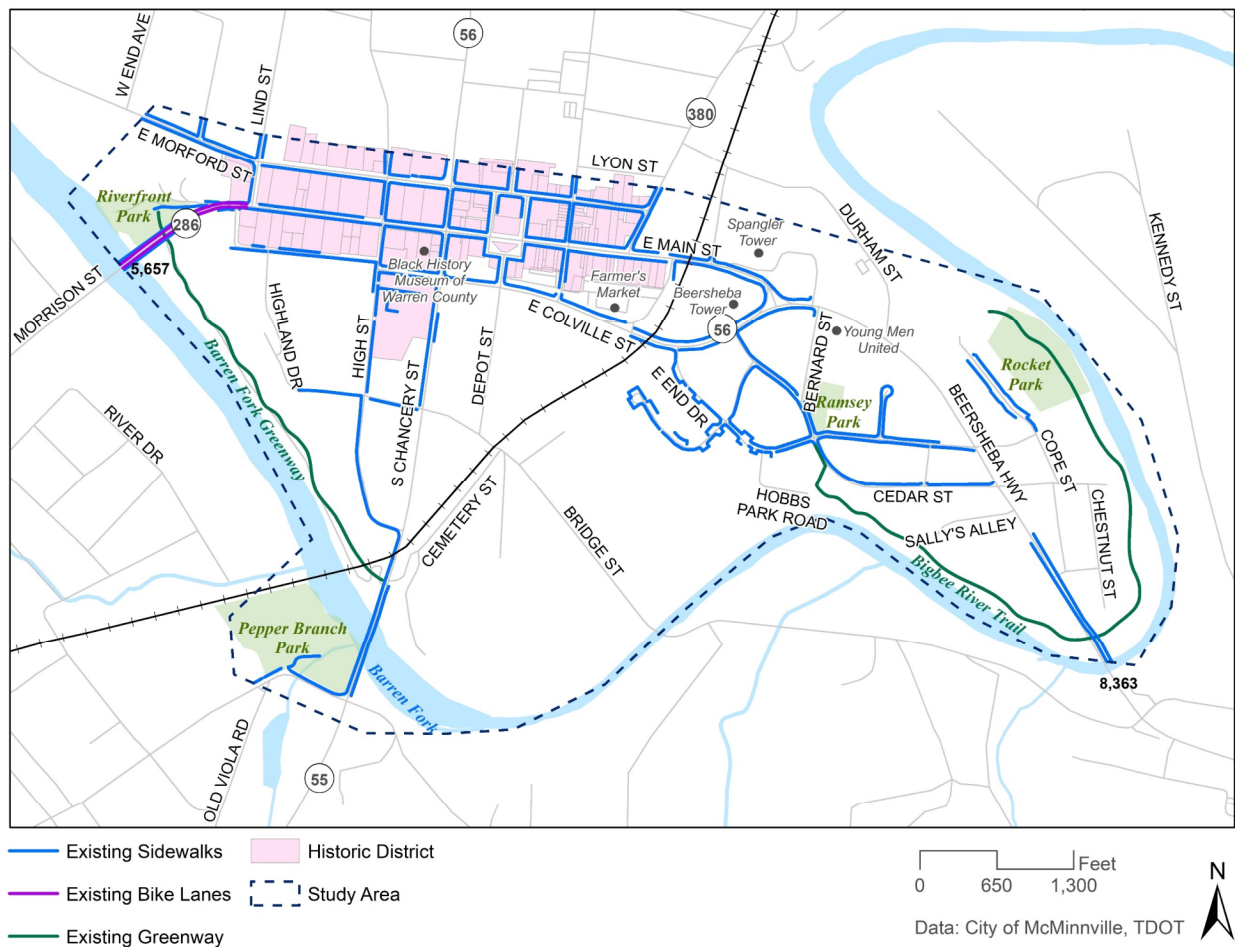 W END AVE
LIND ST
56
380
E MORFORD ST
LYON ST
Riverfront
Park
286
E MAIN ST
Spangler
Tower
DURHAM ST
KENNEDY ST
5,657
MORRISON ST
Black History
Museum of
Warren County
Farmer's
Market
Beersheba
Tower
56
Young Men
United
HIGHLAND DR
HIGH ST
S CHANCERY ST
DEPOT ST
E COLVILLE ST
E END DR
BERNARD ST
Ramsey
Park
Rocket
Park
BEERSHEBA HWY
COPE ST
CHESTNUT ST
RIVER DR
Barren Fork Greenway
CEMETERY ST
BRIDGE ST
HOBBS
PARK ROAD
CEDAR ST
SALLY'S ALLEY
Bigbee River Trail
Pepper Branch
Park
Barren Fork
8,363
OLD VIOLA RD
55
Existing Sidewalks
Historic District
Existing Bike Lanes
Study Area
Existing Greenway
Feet
0 650 1,300
N
Data: City of McMinnville, TDOT